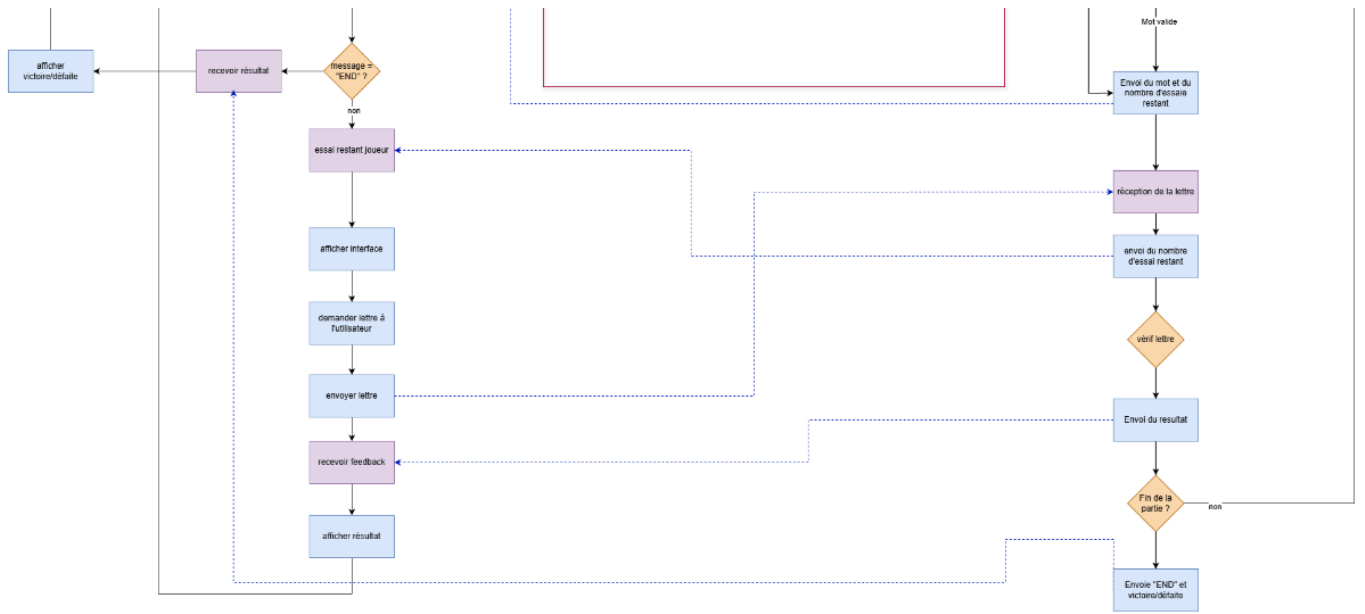 Mot valide
afficher
victoire/défaite
recevoir résultat
message =
"END" ?
Envoi du mot et du
nombre d'essaie
restant
non
essai restant joueur
réception de la lettre
afficher interface
envoi du nombre
d'essai restant
demander lettre à
l'utilisateur
vérif lettre
envoyer lettre
Envoi du resultat
recevoir feedback
Fin de la
partie ?
non
afficher résultat
Envoie "END" et
victoire/défaite